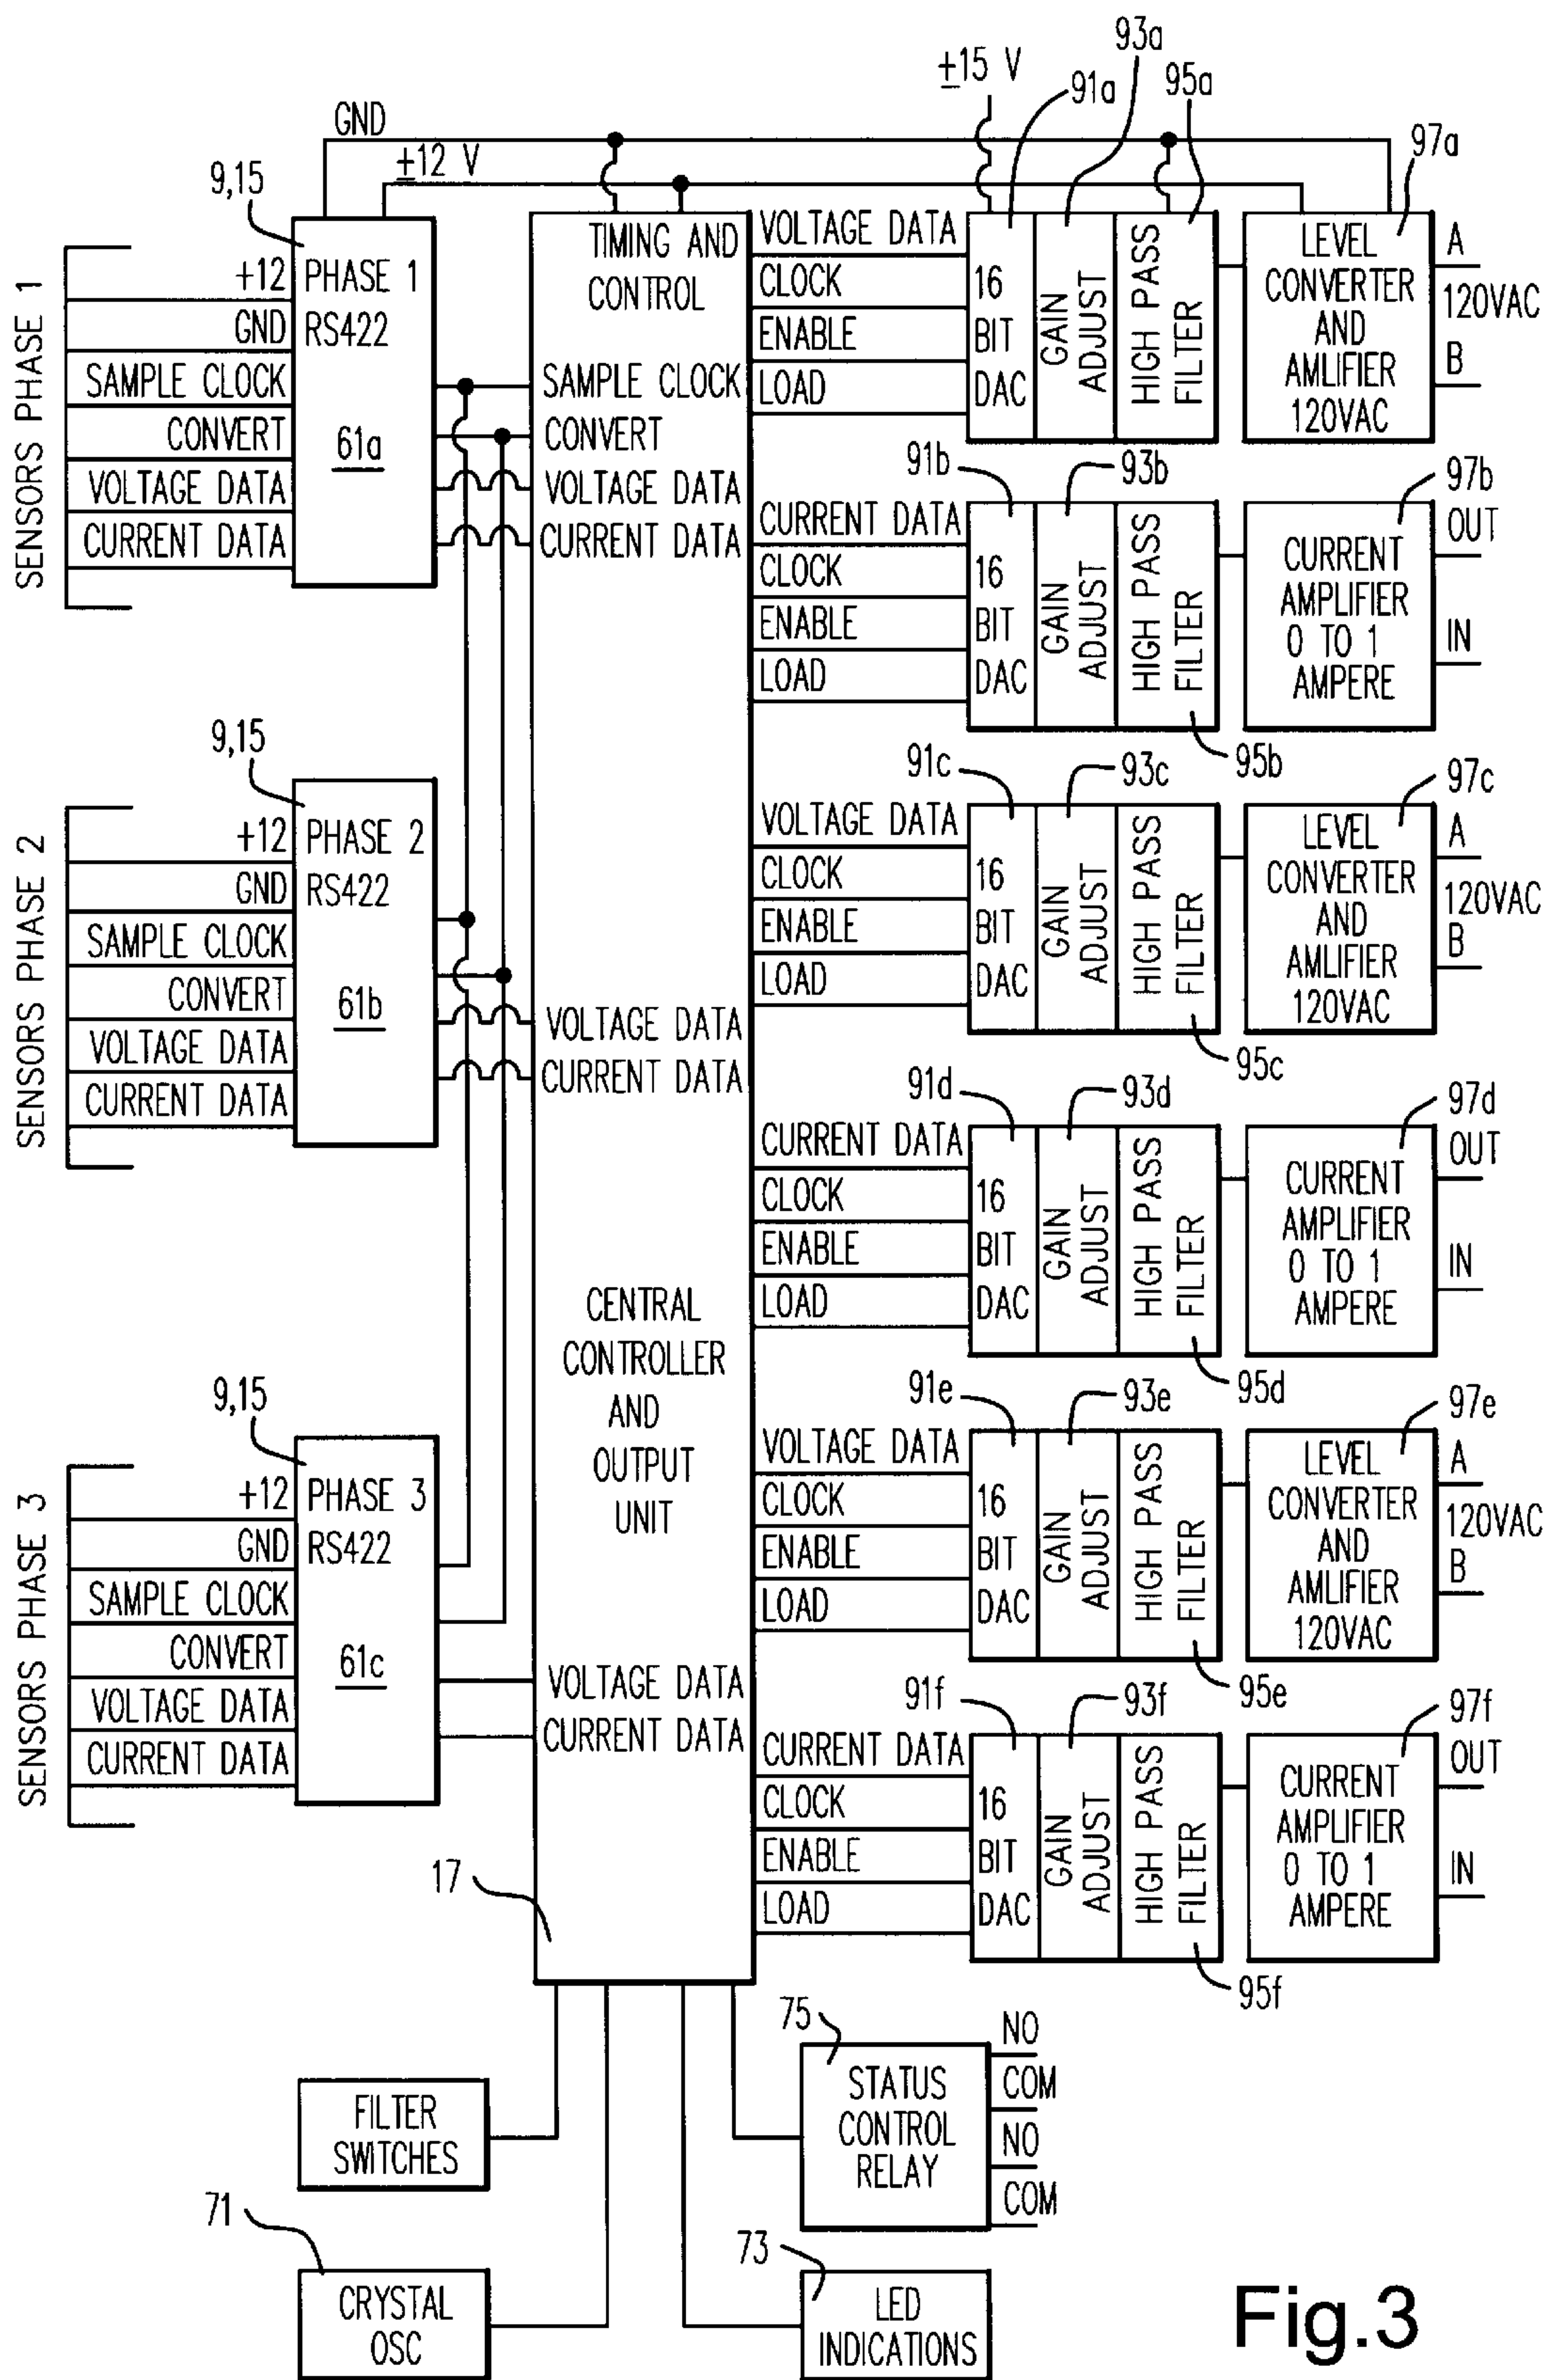 93a
±15 V
91a
95a
GND
97a
±12 V
9,15
SENSORS PHASE 1
+12
GND
SAMPLE CLOCK
CONVERT
VOLTAGE DATA
CURRENT DATA
PHASE 1
RS422
61a
TIMING AND
CONTROL
SAMPLE CLOCK
CONVERT
VOLTAGE DATA
CURRENT DATA
VOLTAGE DATA
CLOCK
ENABLE
LOAD
16
BIT
DAC
GAIN
ADJUST
HIGH PASS
FILTER
LEVEL
CONVERTER
AND
AMLIFIER
120VAC
A
120VAC
B
91b
93b
97b
CURRENT DATA
CLOCK
ENABLE
LOAD
16
BIT
DAC
GAIN
ADJUST
HIGH PASS
FILTER
CURRENT
AMPLIFIER
0 TO 1
AMPERE
OUT
IN
95b
9,15
SENSORS PHASE 2
+12
GND
SAMPLE CLOCK
CONVERT
VOLTAGE DATA
CURRENT DATA
PHASE 2
RS422
61b
VOLTAGE DATA
CURRENT DATA
91c
93c
97c
VOLTAGE DATA
CLOCK
ENABLE
LOAD
16
BIT
DAC
GAIN
ADJUST
HIGH PASS
FILTER
LEVEL
CONVERTER
AND
AMLIFIER
120VAC
A
120VAC
B
95c
91d
93d
97d
CURRENT DATA
CLOCK
ENABLE
LOAD
16
BIT
DAC
GAIN
ADJUST
HIGH PASS
FILTER
CURRENT
AMPLIFIER
0 TO 1
AMPERE
OUT
IN
95d
CENTRAL
CONTROLLER
AND
OUTPUT
UNIT
9,15
SENSORS PHASE 3
+12
GND
SAMPLE CLOCK
CONVERT
VOLTAGE DATA
CURRENT DATA
PHASE 3
RS422
61c
VOLTAGE DATA
CURRENT DATA
91e
93e
97e
VOLTAGE DATA
CLOCK
ENABLE
LOAD
16
BIT
DAC
GAIN
ADJUST
HIGH PASS
FILTER
LEVEL
CONVERTER
AND
AMLIFIER
120VAC
A
120VAC
B
95e
91f
93f
97f
CURRENT DATA
CLOCK
ENABLE
LOAD
16
BIT
DAC
GAIN
ADJUST
HIGH PASS
FILTER
CURRENT
AMPLIFIER
0 TO 1
AMPERE
OUT
IN
95f
17
75
STATUS
CONTROL
RELAY
NO
COM
NO
COM
FILTER
SWITCHES
71
CRYSTAL
OSC
73
LED
INDICATIONS
Fig.3